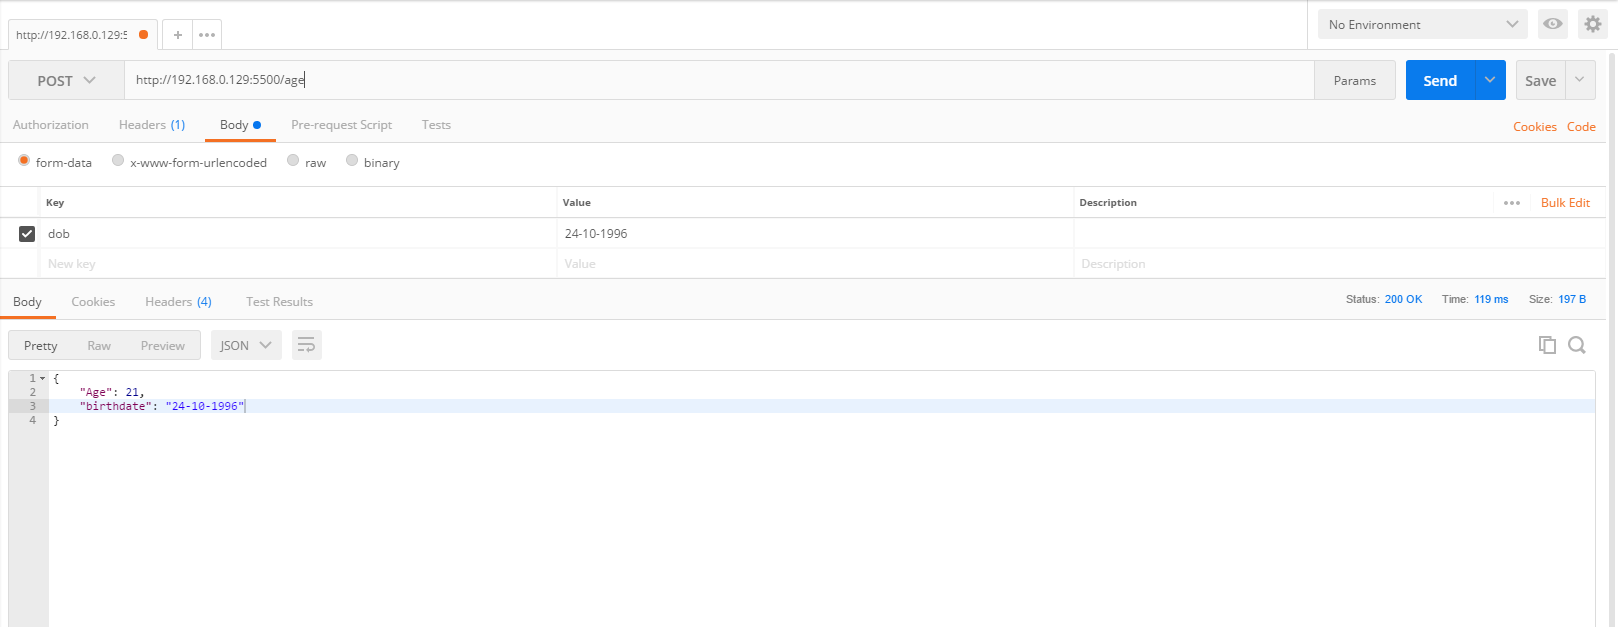 http://192.168.0.129:5
No Environment
POST http://192.168.0.129:5500/age Params Send Save
Authorization Headers (1) Body Pre-request Script Tests Cookies Code
form-data x-www-form-urlencoded raw binary
Key Value Description Bulk Edit
dob 24-10-1996
New key Value Description
Body Cookies Headers (4) Test Results Status: 200 OK Time: 119 ms Size: 197 B
Pretty Raw Preview JSON
1 {
2 "Age": 21,
3 "birthdate": "24-10-1996"
4 }